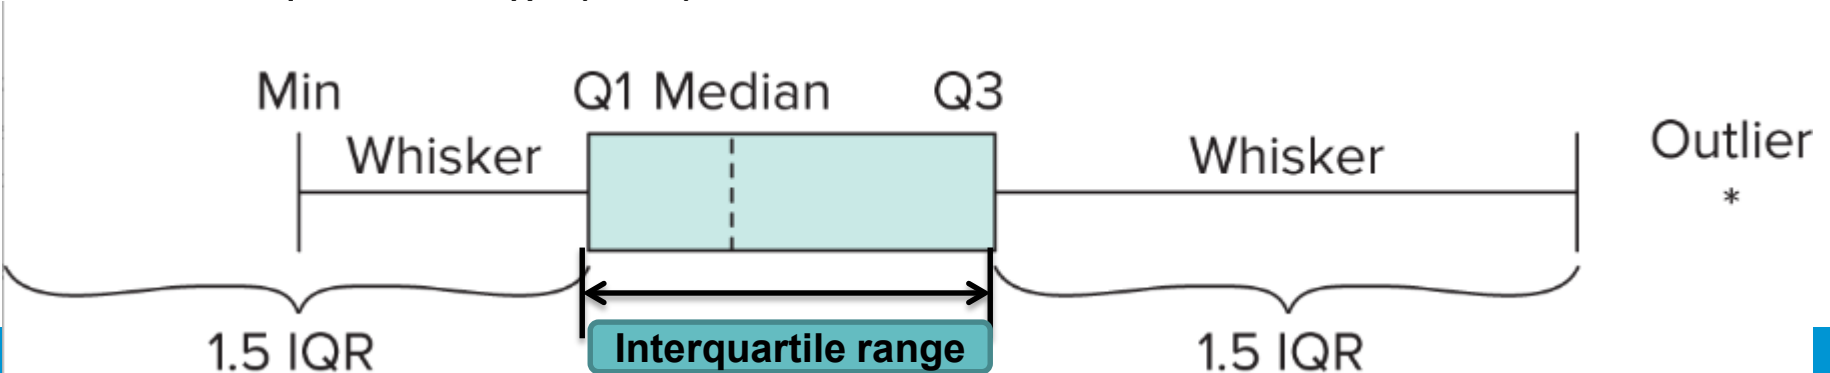 Min
Q1 Median
Q3
Whisker
Whisker
Outlier
*
1.5 IQR
Interquartile range
1.5 IQR